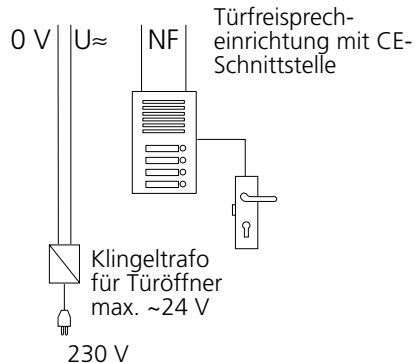 0 V U≈ NF
Türfreisprech-
einrichtung mit CE-
Schnittstelle
Klingeltrafo
für Türöffner
max. ~24 V
230 V